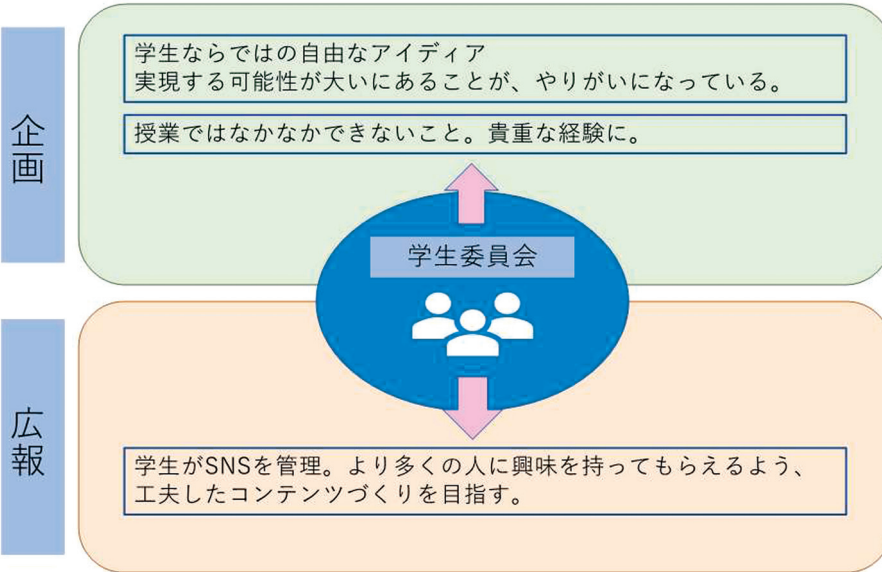 企画
学生ならではの自由なアイディア
実現する可能性が大いにあることが、やりがいになっている。
授業ではなかなかできないこと。貴重な経験に。
学生委員会
広報
学生がSNSを管理。より多くの人に興味を持ってもらえるよう、
工夫したコンテンツづくりを目指す。